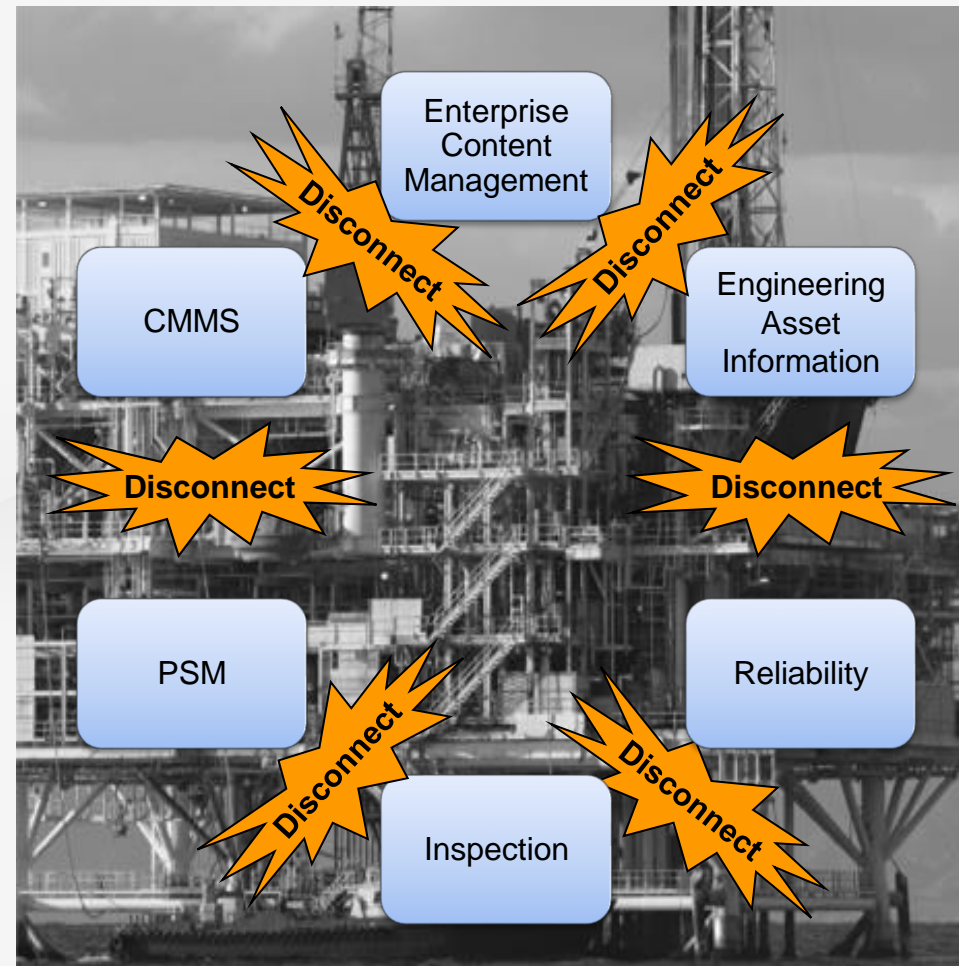 Enterprise
Content
Management
Disconnect
Disconnect
CMMS
Engineering
Asset
Information
Disconnect
Disconnect
PSM
Reliability
Disconnect
Disconnect
Inspection